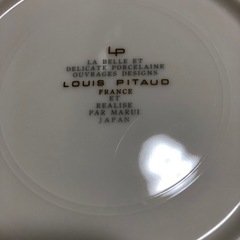 LP
LA BELLE ET
DELICATE PORCELAINE
OUVRAGES DESIGNS
LOUIS PITAUD
FRANCE
ET
REALISE
PAR MARUI
JAPAN